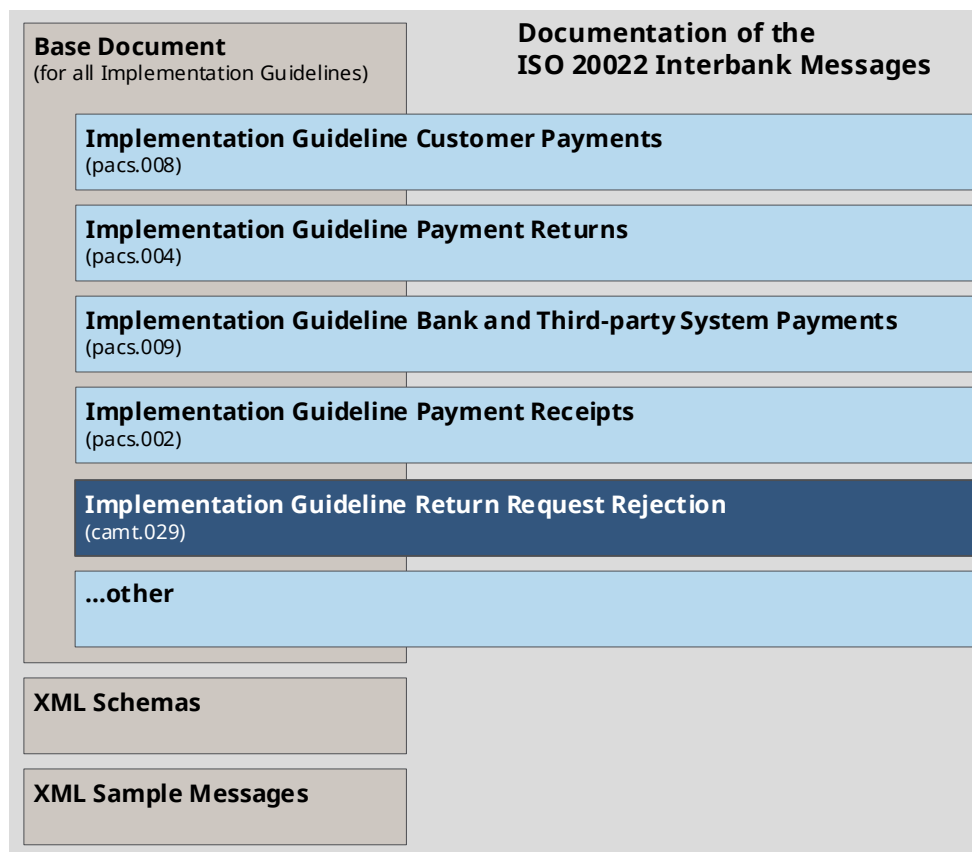 Base Document
(for all Implementation Guidelines)
Documentation of the
ISO 20022 Interbank Messages
Implementation Guideline Customer Payments
(pacs.008)
Implementation Guideline Payment Returns
(pacs.004)
Implementation Guideline Bank and Third-party System Payments
(pacs.009)
Implementation Guideline Payment Receipts
(pacs.002)
Implementation Guideline Return Request Rejection
(camt.029)
...other
XML Schemas
XML Sample Messages